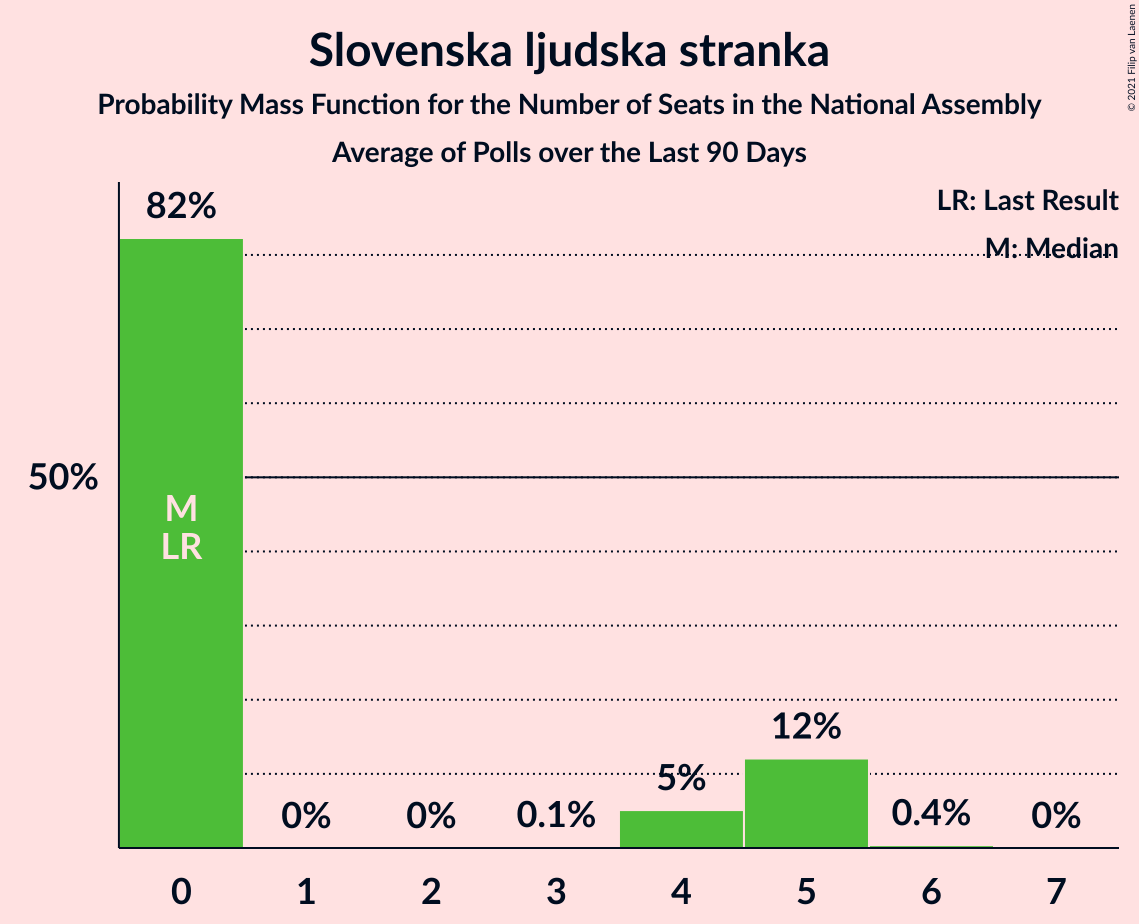 Slovenska ljudska stranka
Probability Mass Function for the Number of Seats in the National Assembly
Average of Polls over the Last 90 Days
© 2021 Filip van Laenen
LR: Last Result
M: Median
82%
50%
M
LR
0%
0%
0.1%
5%
12%
0.4%
0%
0 1 2 3 4 5 6 7